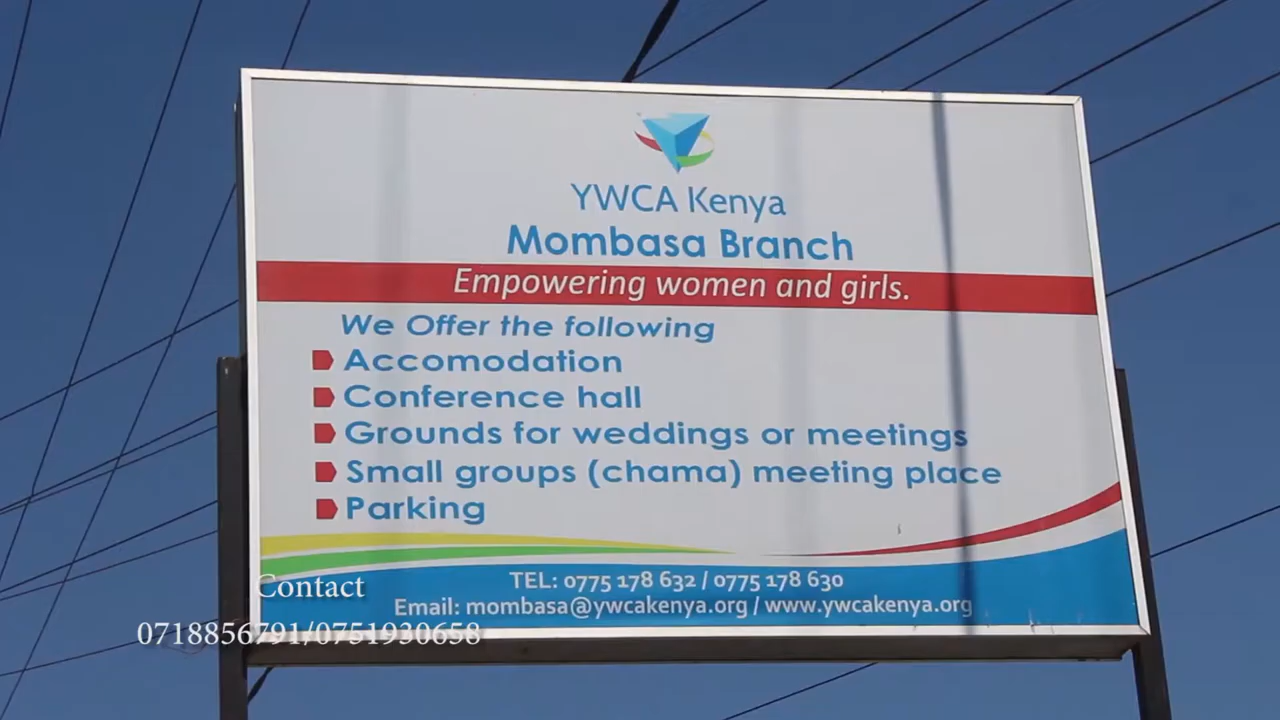 YWCA Kenya
Mombasa Branch
Empowering women and girls.
We Offer the following
Accomodation
Conference hall
Grounds for weddings or meetings
Small groups (chama) meeting place
Parking
TEL: 0775 178 632 / 0775 178 630
Email: mombasa@ywcakenya.org / www.ywcakenya.org
Contact
0718856791/0751930658